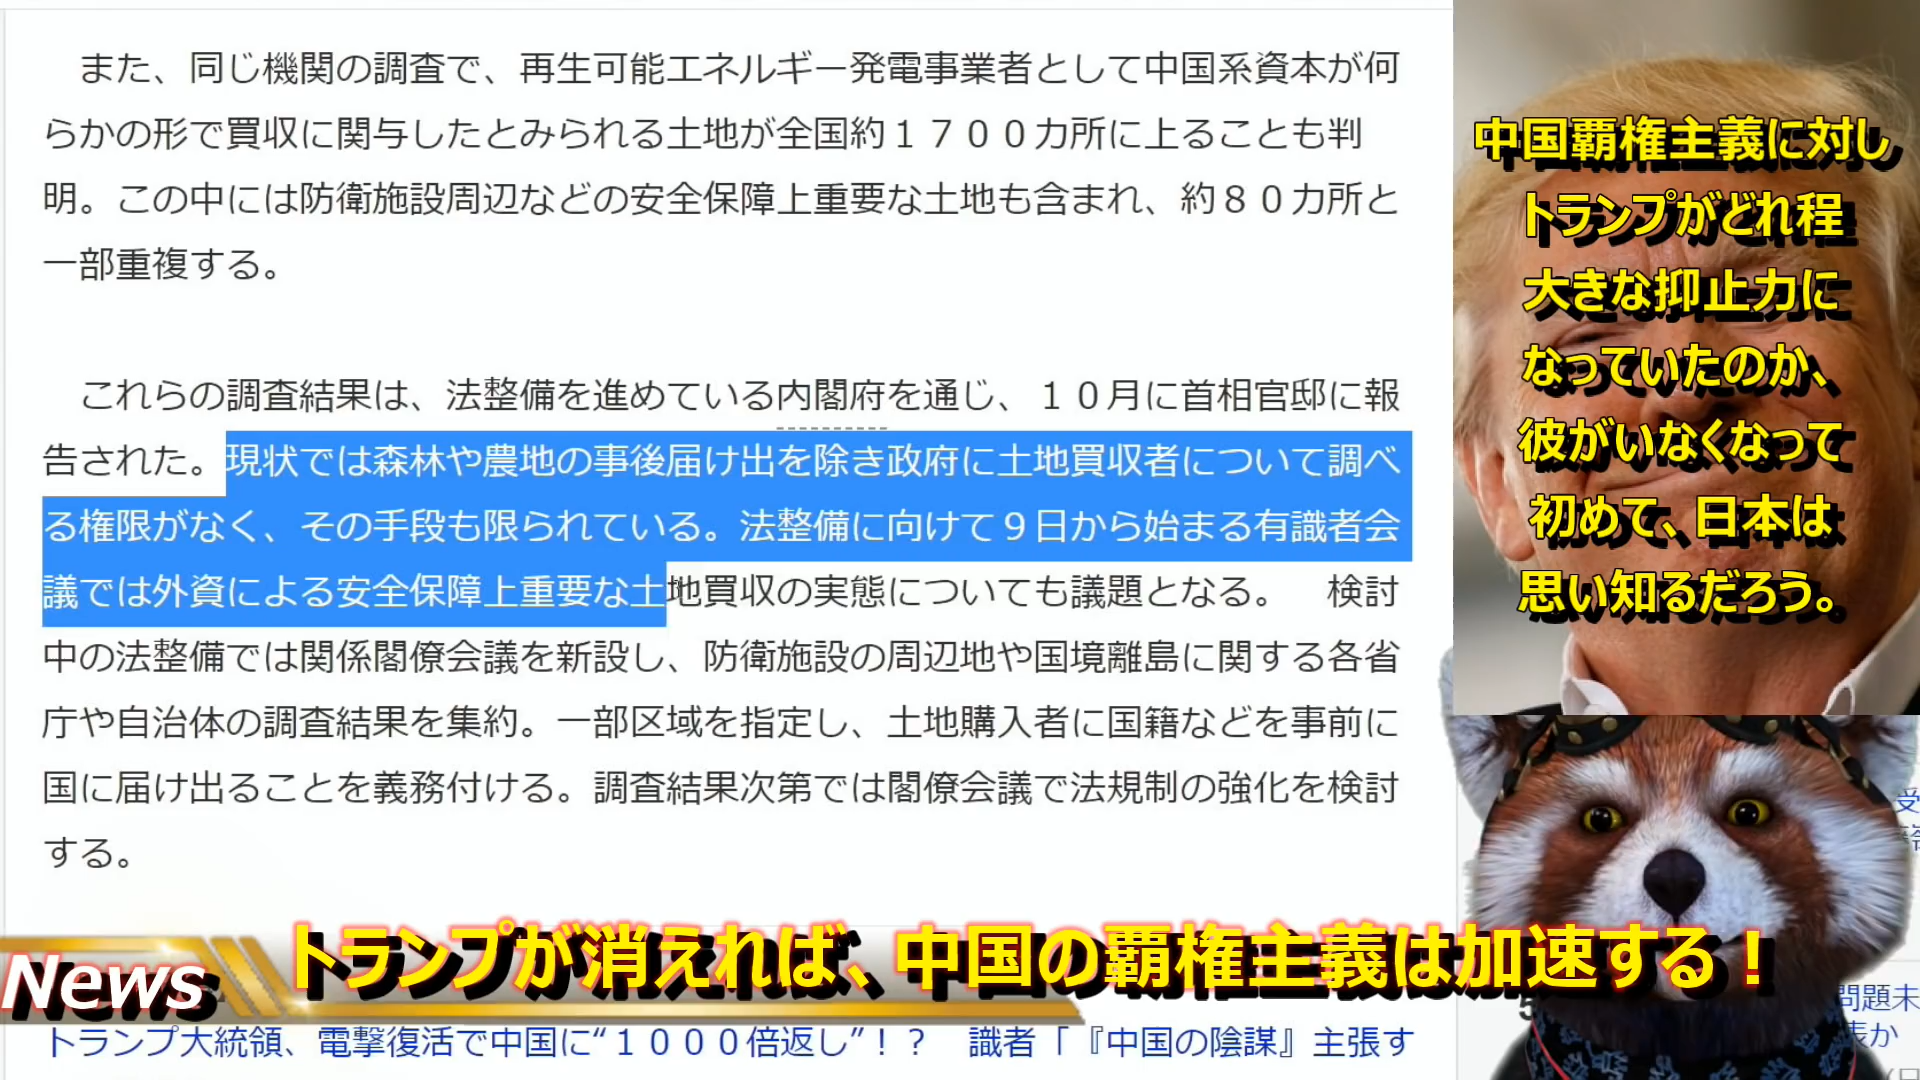 また、同じ機関の調査で、再生可能エネルギー発電事業者として中国系資本が何
らかの形で買収に関与したとみられる土地が全国約１７００カ所に上ることも判
明。この中には防衛施設周辺などの安全保障上重要な土地も含まれ、約８０カ所と
一部重複する。
これらの調査結果は、法整備を進めている内閣府を通じ、１０月に首相官邸に報
告された。現状では森林や農地の事後届け出を除き政府に土地買収者について調べ
る権限がなく、その手段も限られている。法整備に向けて９日から始まる有識者会
議では外資による安全保障上重要な土地買収の実態についても議題となる。　検討
中の法整備では関係閣僚会議を新設し、防衛施設の周辺地や国境離島に関する各省
庁や自治体の調査結果を集約。一部区域を指定し、土地購入者に国籍などを事前に
国に届け出ることを義務付ける。調査結果次第では閣僚会議で法規制の強化を検討
する。
中国覇権主義に対し
トランプがどれ程
大きな抑止力に
なっていたのか、
彼がいなくなって
初めて、日本は
思い知るだろう。
受
News
トランプが消えれば、中国の覇権主義は加速する！
問題未
表か
トランプ大統領、電撃復活で中国に“１０００倍返し”！？　識者「『中国の陰謀』主張す